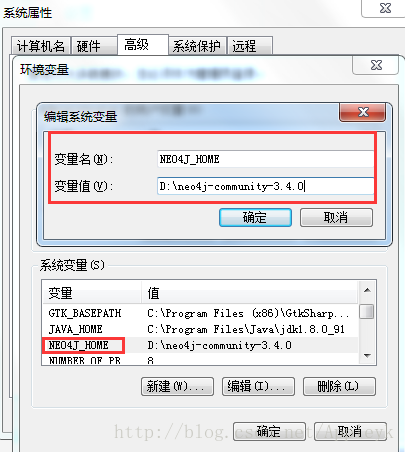 系统属性
计算机名 硬件 高级 系统保护 远程
环境变量
编辑系统变量
变量名(N): NEO4J_HOME
变量值(V): D:\neo4j-community-3.4.0
确定 取消
系统变量(S)
变量 值
GTK_BASEPATH C:\Program Files (x86)\GtkSharp...
JAVA_HOME C:\Program Files\Java\jdk1.8.0_91
NEO4J_HOME D:\neo4j-community-3.4.0
NUMBER_OF_PR 8
新建(W)... 编辑(I)... 删除(L)
确定 取消